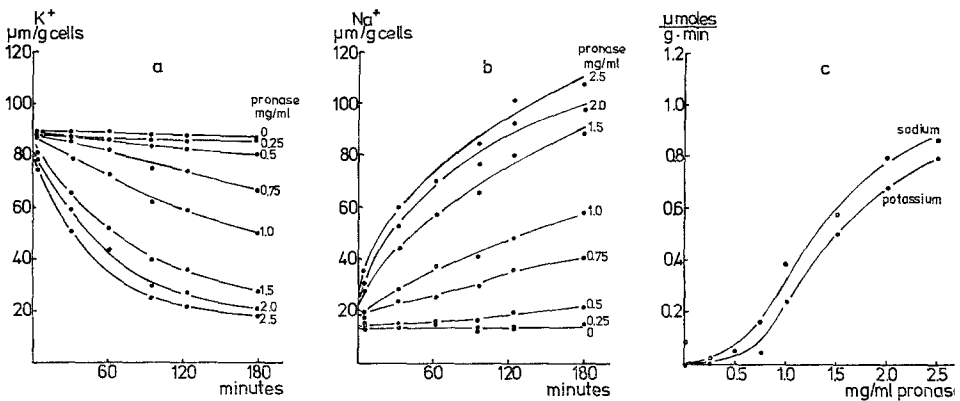 K+
µm/g cells
120
100
80
60
40
20
a
pronase
mg/ml
0
0.25
0.5
0.75
1.0
1.5
2.0
2.5
60
120
180
minutes
Na+
µm/g cells
120
100
80
60
40
20
b
pronase
mg/ml
2.5
2.0
1.5
1.0
0.75
0.5
0.25
0
60
120
180
minutes
µmoles
g·min
1.2
1.0
0.8
0.6
0.4
0.2
c
sodium
potassium
0.5
1.0
1.5
2.0
2.5
mg/ml pronase